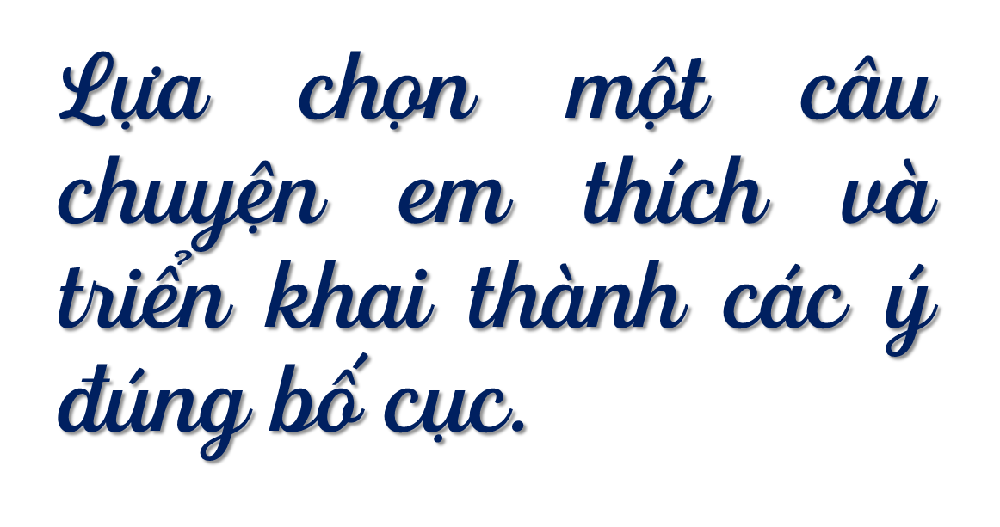 Lựa chọn một câu
chuyện em thích và
triển khai thành các ý
đúng bố cục.